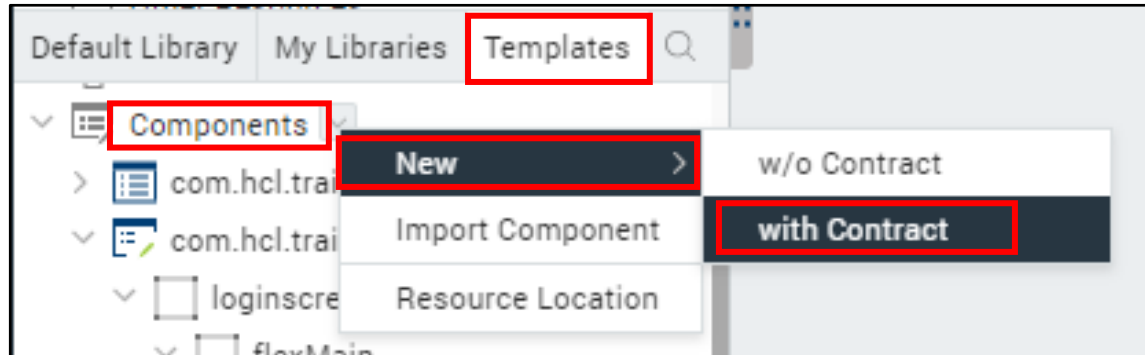 Default Library My Libraries Templates
Components
New
w/o Contract
com.hcl.trai
Import Component
with Contract
com.hcl.trai
loginscre
Resource Location
flexMain